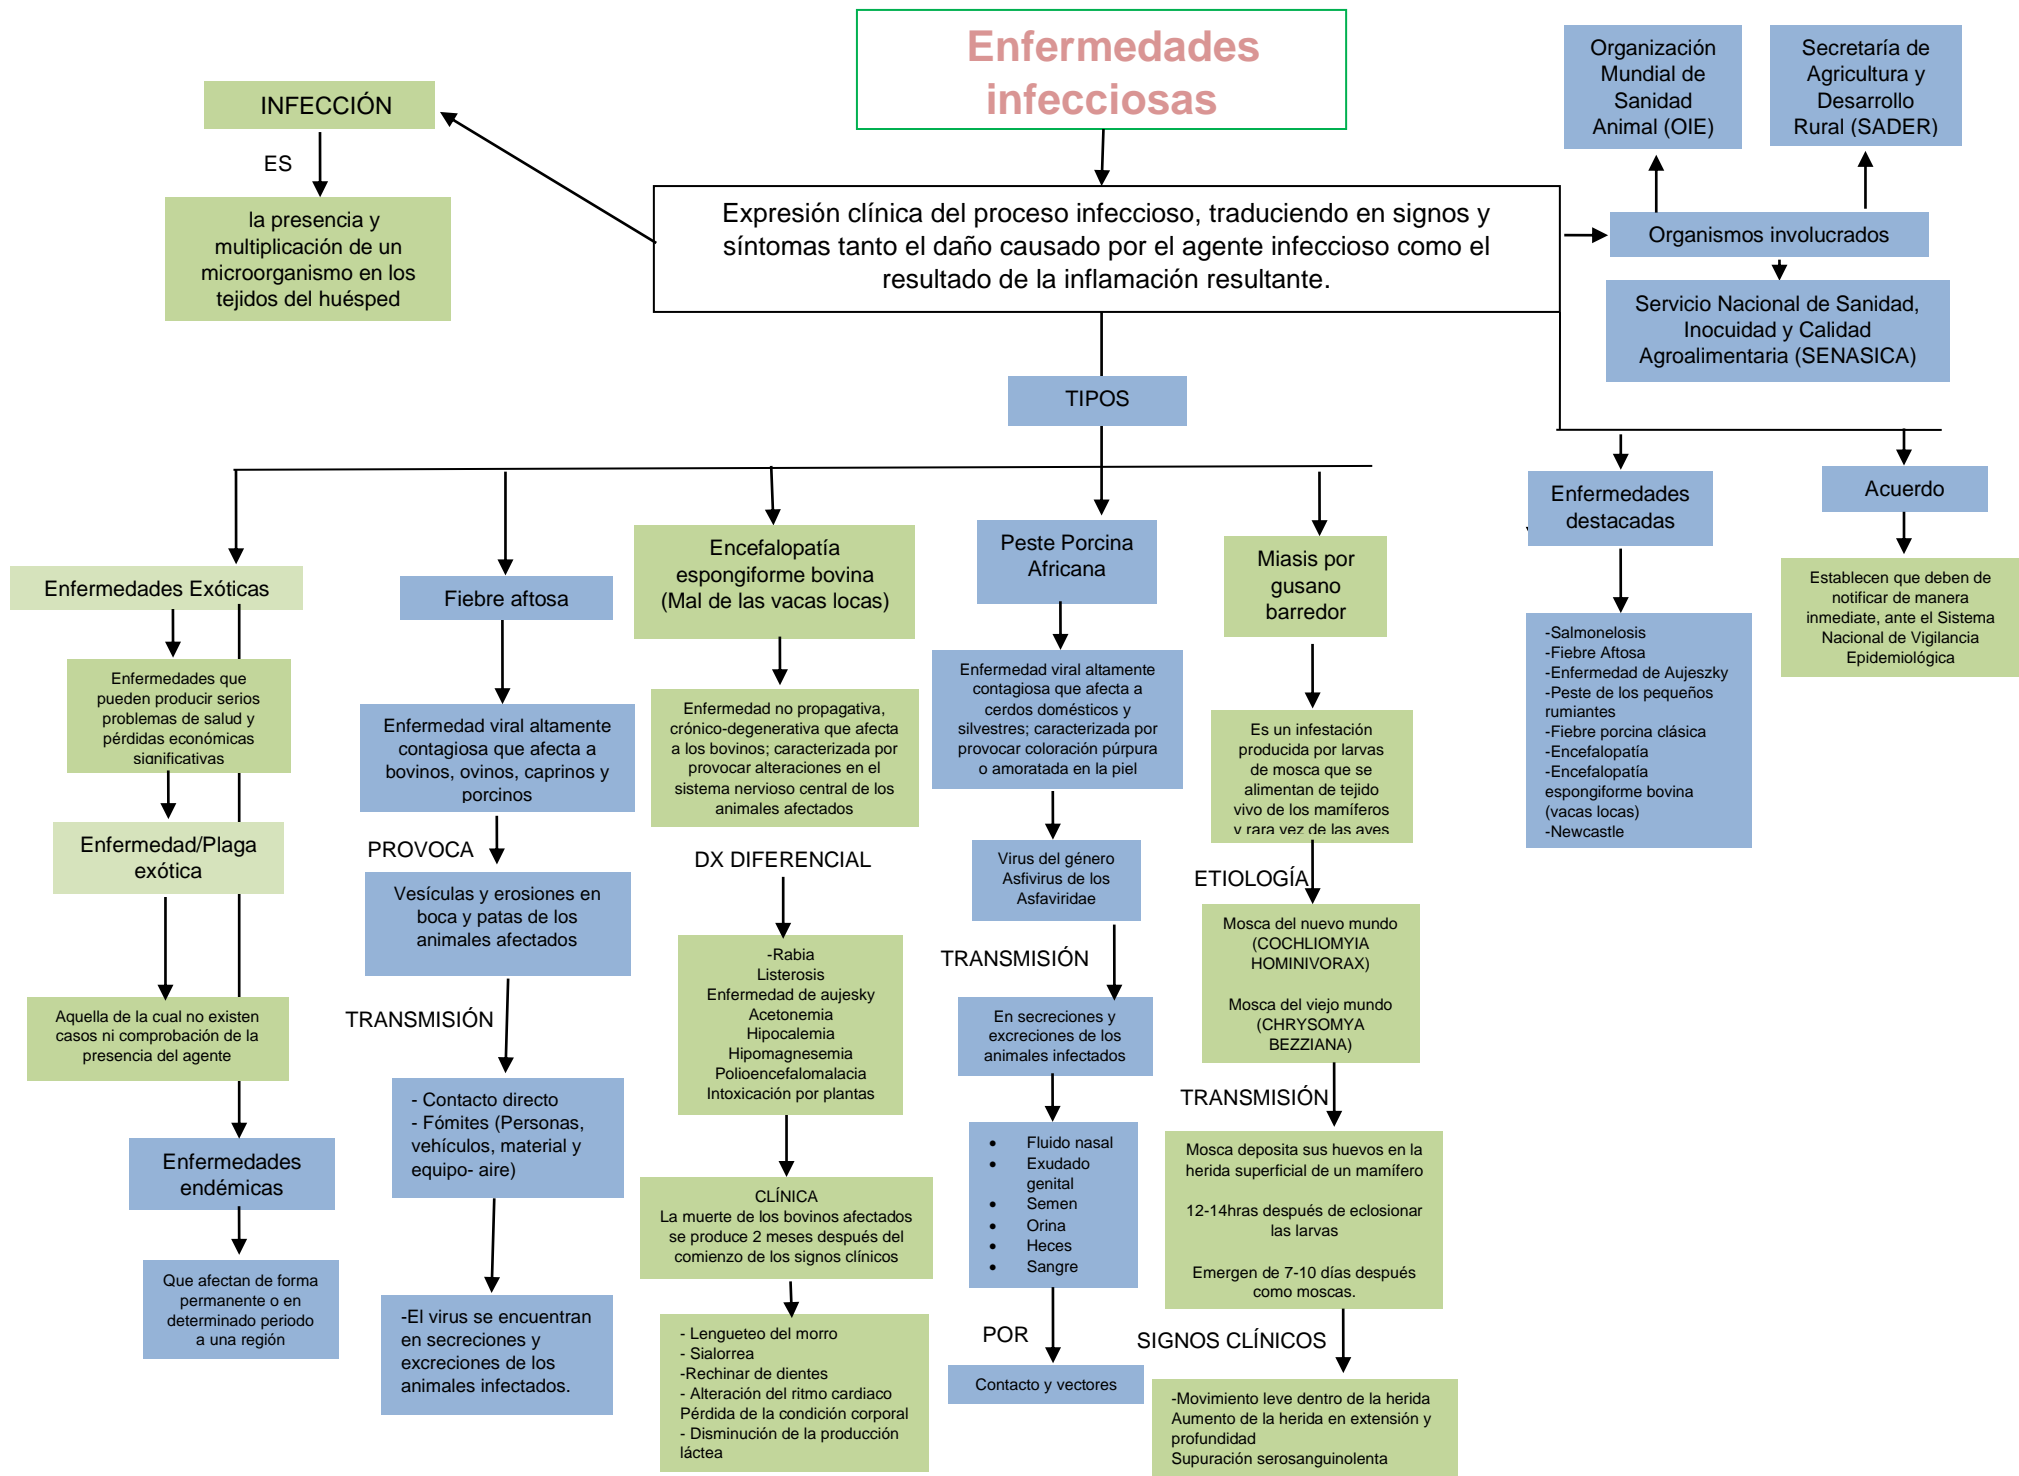 Enfermedades
infecciosas
Organización
Mundial de
Sanidad
Animal (OIE)
Secretaría de
Agricultura y
Desarrollo
Rural (SADER)
INFECCIÓN
ES
la presencia y
multiplicación de un
microorganismo en los
tejidos del huésped
Expresión clínica del proceso infeccioso, traduciendo en signos y
síntomas tanto el daño causado por el agente infeccioso como el
resultado de la inflamación resultante.
Organismos involucrados
Servicio Nacional de Sanidad,
Inocuidad y Calidad
Agroalimentaria (SENASICA)
TIPOS
Enfermedades Exóticas
Enfermedades que
pueden producir serios
problemas de salud y
pérdidas económicas
significativas
Enfermedad/Plaga
exótica
Aquella de la cual no existen
casos ni comprobación de la
presencia del agente
Enfermedades
endémicas
Que afectan de forma
permanente o en
determinado periodo
a una región
Fiebre aftosa
Enfermedad viral altamente
contagiosa que afecta a
bovinos, ovinos, caprinos y
porcinos
PROVOCA
Vesículas y erosiones en
boca y patas de los
animales afectados
TRANSMISIÓN
- Contacto directo
- Fómites (Personas,
vehículos, material y
equipo- aire)
-El virus se encuentran
en secreciones y
excreciones de los
animales infectados.
Encefalopatía
espongiforme bovina
(Mal de las vacas locas)
Enfermedad no propagativa,
crónico-degenerativa que afecta
a los bovinos; caracterizada por
provocar alteraciones en el
sistema nervioso central de los
animales afectados
DX DIFERENCIAL
-Rabia
Listerosis
Enfermedad de aujesky
Acetonemia
Hipocalemia
Hipomagnesemia
Polioencefalomalacia
Intoxicación por plantas
CLÍNICA
La muerte de los bovinos afectados
se produce 2 meses después del
comienzo de los signos clínicos
- Lengueteo del morro
- Sialorrea
-Rechinar de dientes
- Alteración del ritmo cardiaco
Pérdida de la condición corporal
- Disminución de la producción
láctea
Peste Porcina
Africana
Enfermedad viral altamente
contagiosa que afecta a
cerdos domésticos y
silvestres; caracterizada por
provocar coloración púrpura
o amoratada en la piel
Virus del género
Asfivirus de los
Asfaviridae
TRANSMISIÓN
En secreciones y
excreciones de los
animales infectados
• Fluido nasal
• Exudado
genital
• Semen
• Orina
• Heces
• Sangre
POR
Contacto y vectores
Miasis por
gusano
barredor
Es un infestación
producida por larvas
de mosca que se
alimentan de tejido
vivo de los mamíferos
y rara vez de las aves
ETIOLOGÍA
Mosca del nuevo mundo
(COCHLIOMYIA
HOMINIVORAX)
Mosca del viejo mundo
(CHRYSOMYA
BEZZIANA)
TRANSMISIÓN
Mosca deposita sus huevos en la
herida superficial de un mamífero
12-14hras después de eclosionar
las larvas
Emergen de 7-10 días después
como moscas.
SIGNOS CLÍNICOS
-Movimiento leve dentro de la herida
Aumento de la herida en extensión y
profundidad
Supuración serosanguinolenta
Enfermedades
destacadas
-Salmonelosis
-Fiebre Aftosa
-Enfermedad de Aujeszky
-Peste de los pequeños
rumiantes
-Fiebre porcina clásica
-Encefalopatía
-Encefalopatía
espongiforme bovina
(vacas locas)
-Newcastle
Acuerdo
Establecen que deben de
notificar de manera
inmediate, ante el Sistema
Nacional de Vigilancia
Epidemiológica